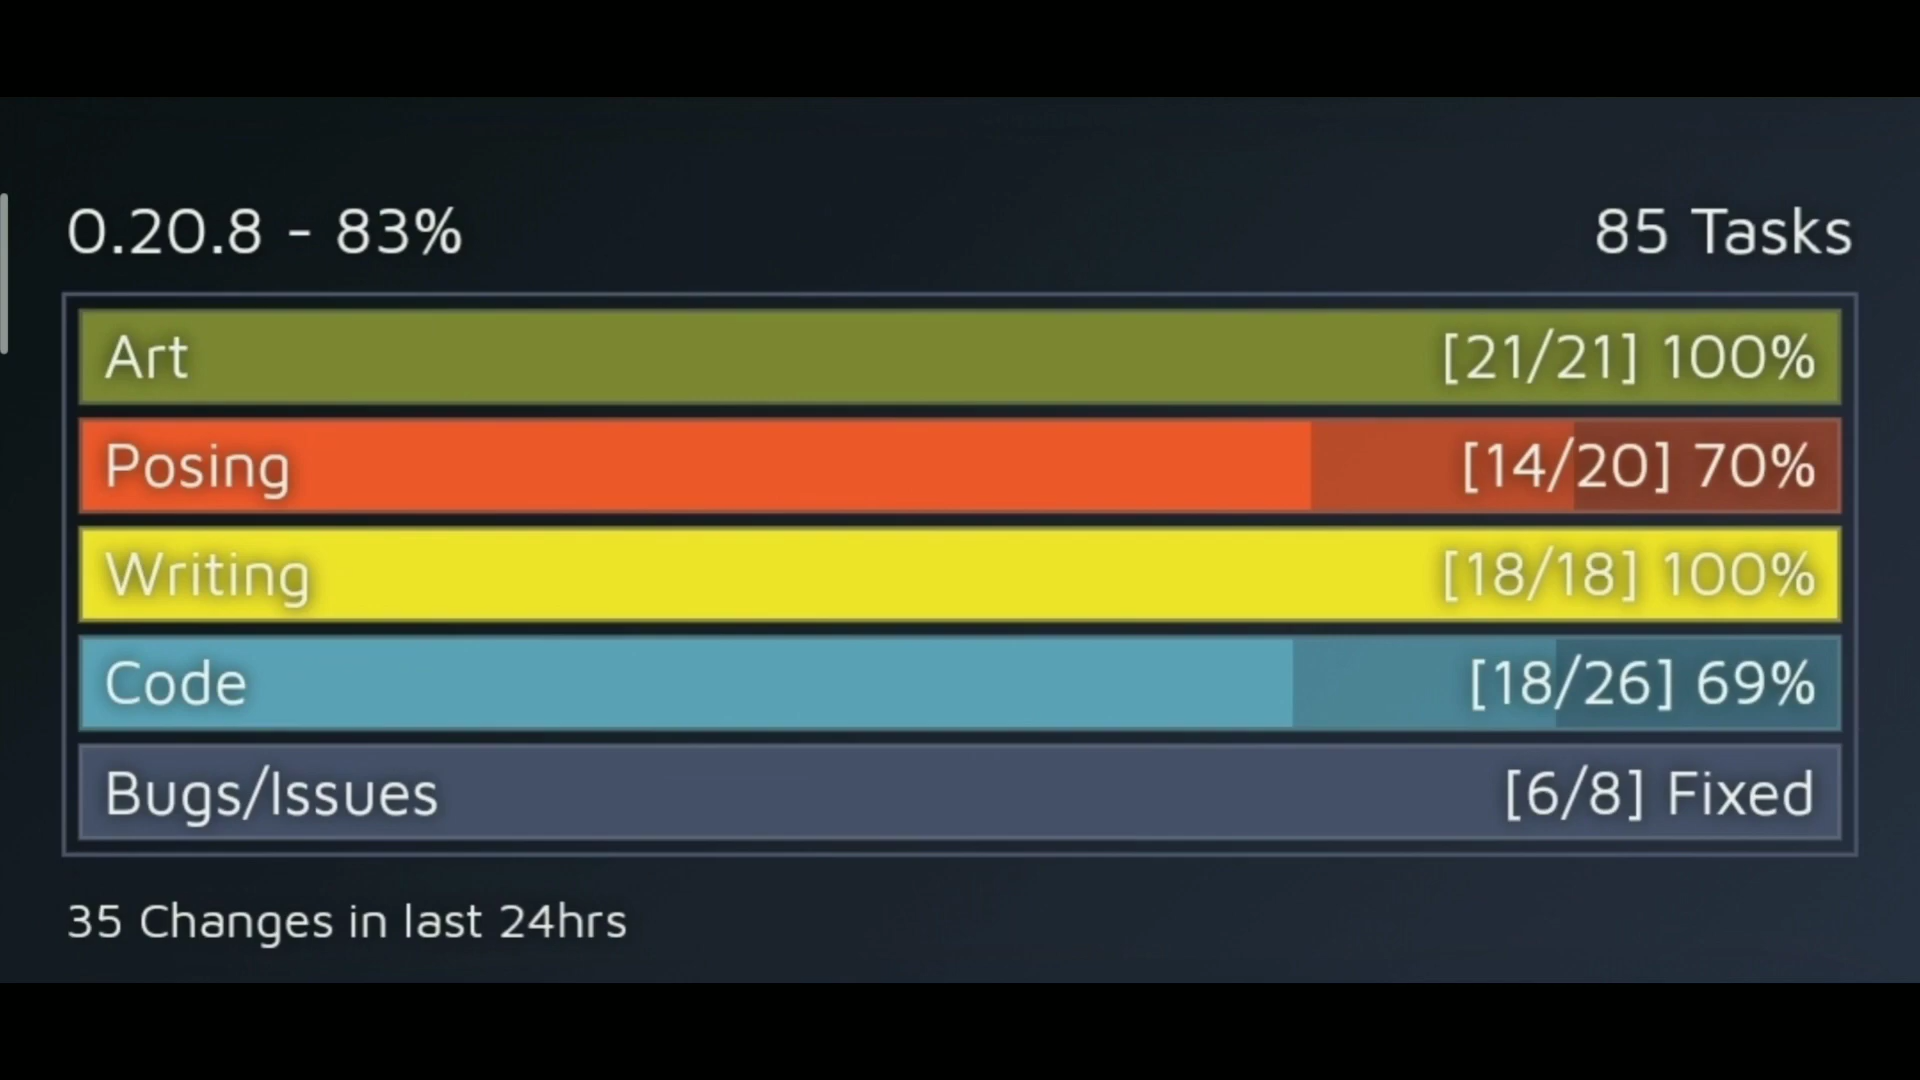 0.20.8 - 83% 85 Tasks
Art [21/21] 100%
Posing [14/20] 70%
Writing [18/18] 100%
Code [18/26] 69%
Bugs/Issues [6/8] Fixed
35 Changes in last 24hrs